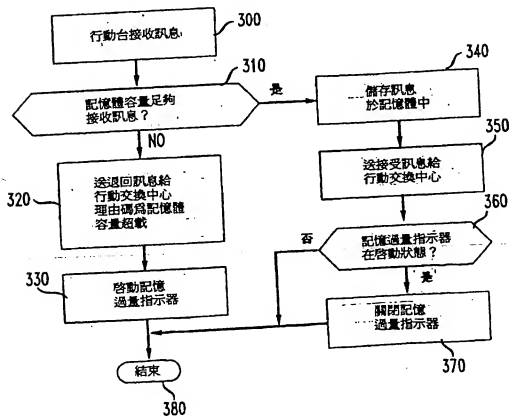 行動台接收訊息
300
310
記憶體容量足夠
接收訊息?
是
NO
320
送退回訊息給
行動交換中心
理由碼爲記憶體
容量超載
330
啓動記憶
過量指示器
340
儲存訊息
於記憶體中
350
送接受訊息給
行動交換中心
360
記憶過量指示器
在啓動狀態?
否
是
關閉記憶
過量指示器
370
結束
380